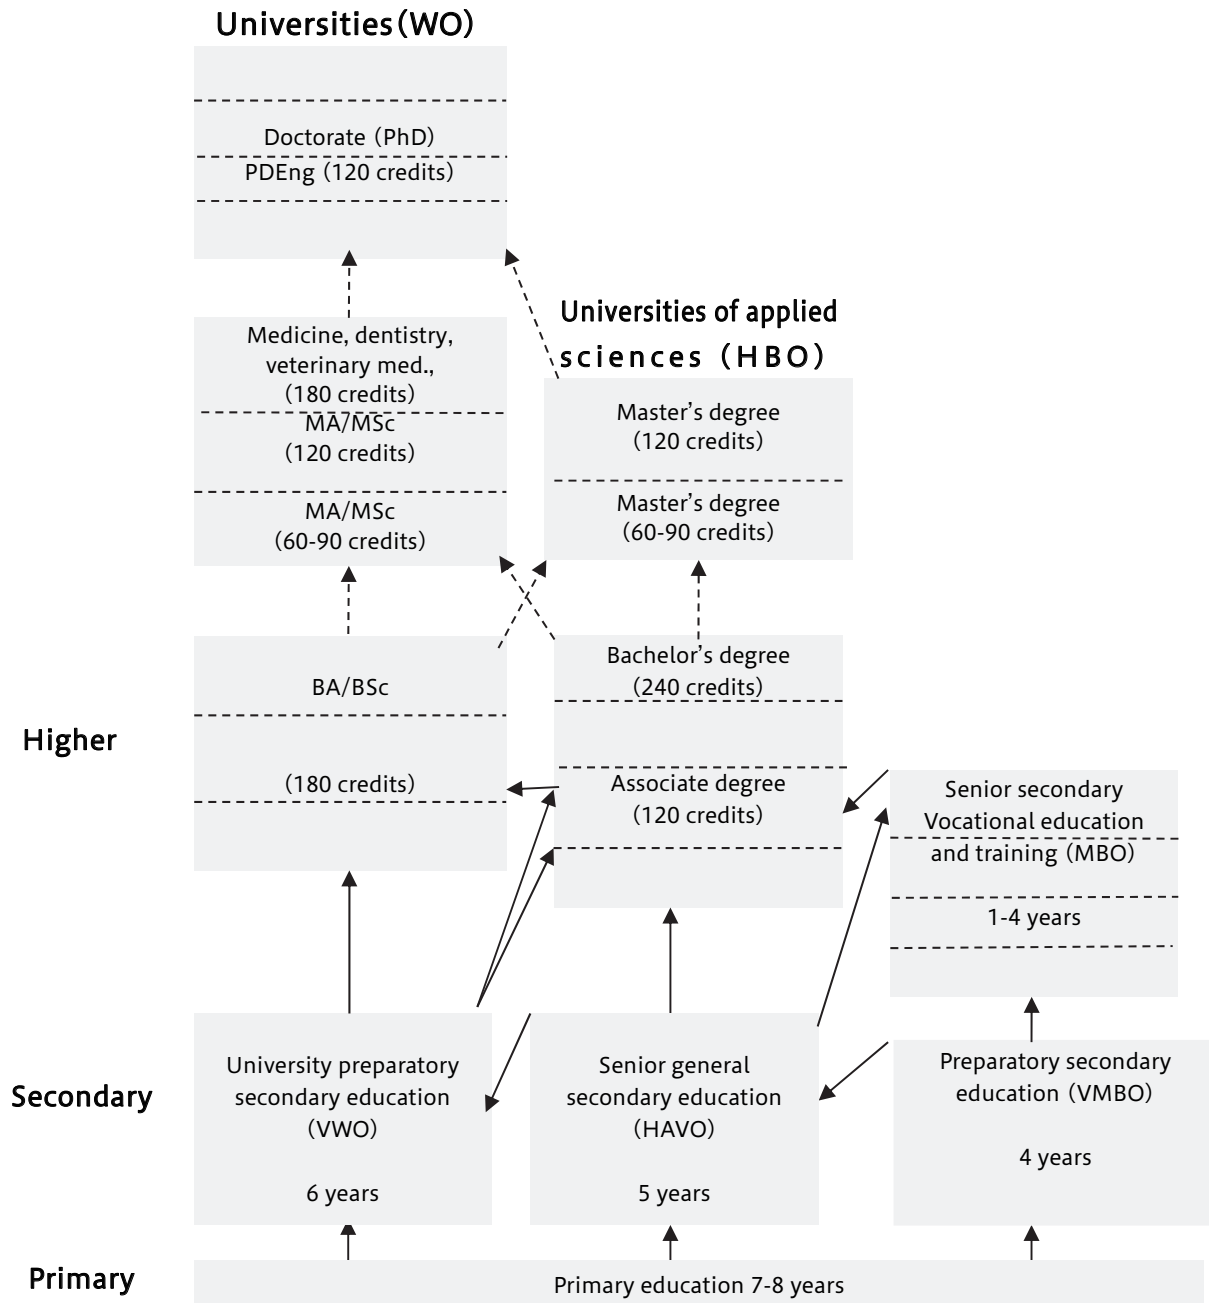 Universities (WO)
Doctorate (PhD)
PDEng (120 credits)
Medicine, dentistry,
veterinary med.,
(180 credits)
MA/MSc
(120 credits)
MA/MSc
(60-90 credits)
Universities of applied
sciences (HBO)
Master's degree
(120 credits)
Master's degree
(60-90 credits)
Higher
BA/BSc
(180 credits)
Bachelor's degree
(240 credits)
Associate degree
(120 credits)
Senior secondary
Vocational education
and training (MBO)
1-4 years
Secondary
University preparatory
secondary education
(VWO)
6 years
Senior general
secondary education
(HAVO)
5 years
Preparatory secondary
education (VMBO)
4 years
Primary
Primary education 7-8 years